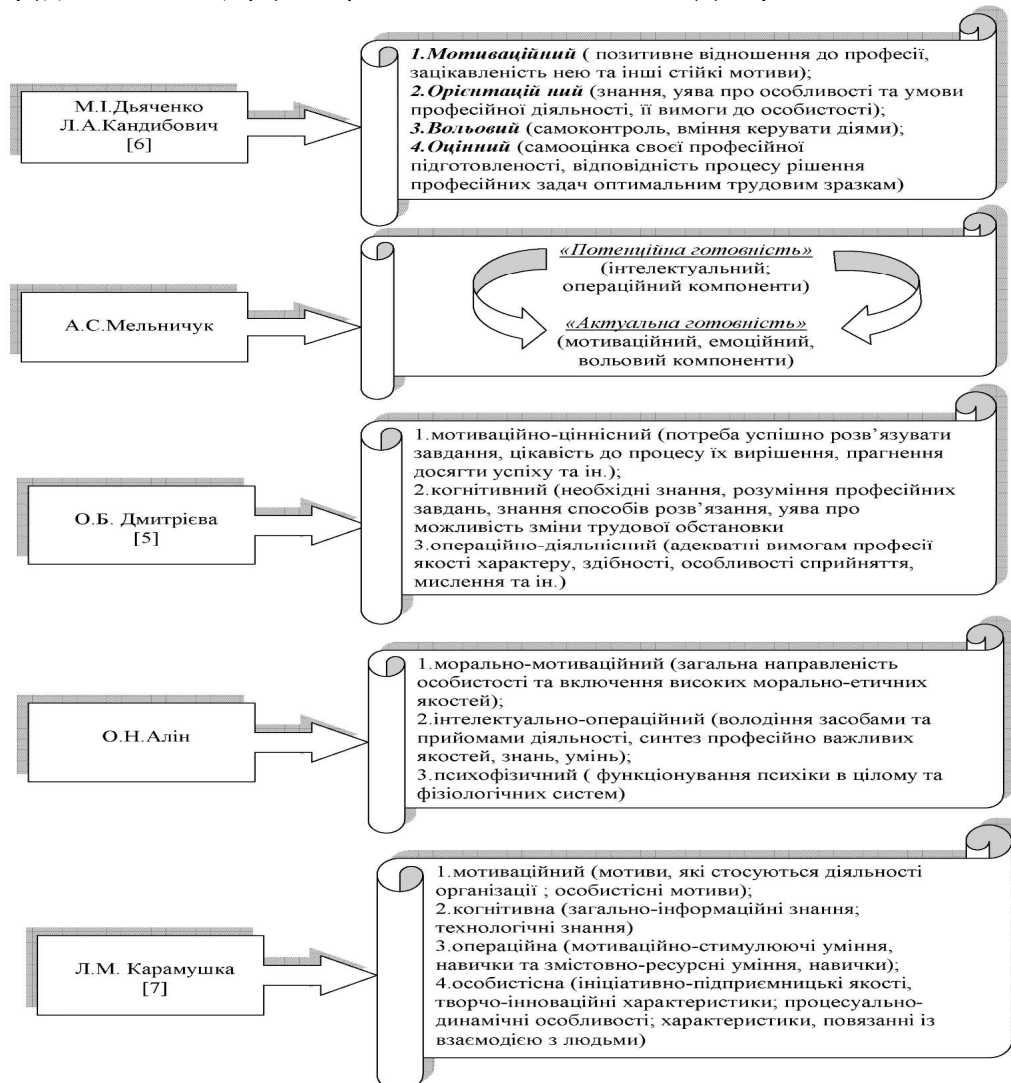 М.І.Дьяченко
Л.А.Кандибович
[6]
1.Мотиваційний ( позитивне відношення до професії,
зацікавленість нею та інші стійкі мотиви);
2.Орієнтацій ний (знання, уява про особливості та умови
професійної діяльності, її вимоги до особистості);
3.Вольовий (самоконтроль, вміння керувати діями);
4.Оцінний (самооцінка своєї професійної
підготовленості, відповідність процесу рішення
професійних задач оптимальним трудовим зразкам)
А.С.Мельничук
«Потенційна готовність»
(інтелектуальний;
операційний компоненти)
«Актуальна готовність»
(мотиваційний, емоційний,
вольовий компоненти)
О.Б. Дмитрієва
[5]
1.мотиваційно-ціннісний (потреба успішно розв’язувати
завдання, цікавість до процесу їх вирішення, прагнення
досягти успіху та ін.);
2.когнітивний (необхідні знання, розуміння професійних
завдань, знання способів розв’язання, уява про
можливість зміни трудової обстановки
3.операційно-діяльнісний (адекватні вимогам професії
якості характеру, здібності, особливості сприйняття,
мислення та ін.)
О.Н.Алін
1.морально-мотиваційний (загальна направленість
особистості та включення високих морально-етичних
якостей);
2.інтелектуально-операційний (володіння засобами та
прийомами діяльності, синтез професійно важливих
якостей, знань, умінь);
3.психофізичний ( функціонування психіки в цілому та
фізіологічних систем)
Л.М. Карамушка
[7]
1.мотиваційний (мотиви, які стосуються діяльності
організації ; особистісні мотиви);
2.когнітивна (загально-інформаційні знання;
технологічні знання)
3.операційна (мотиваційно-стимулюючі уміння,
навички та змістовно-ресурсні уміння, навички);
4.особистісна (ініціативно-підприємницькі якості,
творчо-інноваційні характеристики; процесуально-
динамічні особливості; характеристики, повязанні із
взаємодією з людьми)